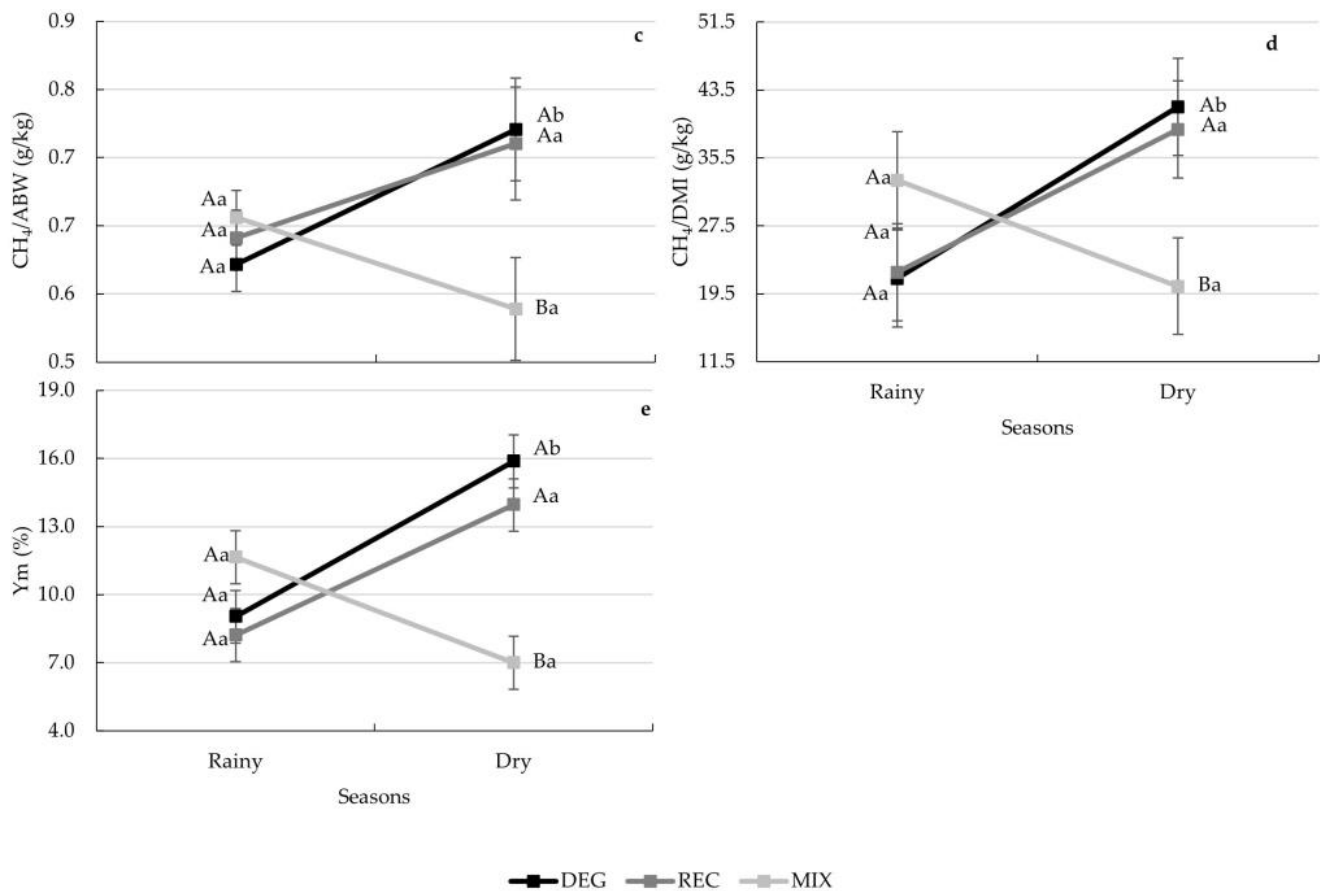 c
0.9
0.8
0.7
0.7
0.6
0.5
CH₄/ABW (g/kg)
Aa
Aa
Aa
Ab
Aa
Ba
d
51.5
43.5
35.5
27.5
19.5
11.5
CH₄/DMI (g/kg)
Aa
Aa
Aa
Ab
Aa
Ba
Rainy Dry
Seasons
e
19.0
16.0
13.0
10.0
7.0
4.0
Ym (%)
Aa
Aa
Aa
Ab
Aa
Ba
Rainy Dry
Seasons
DEG REC MIX